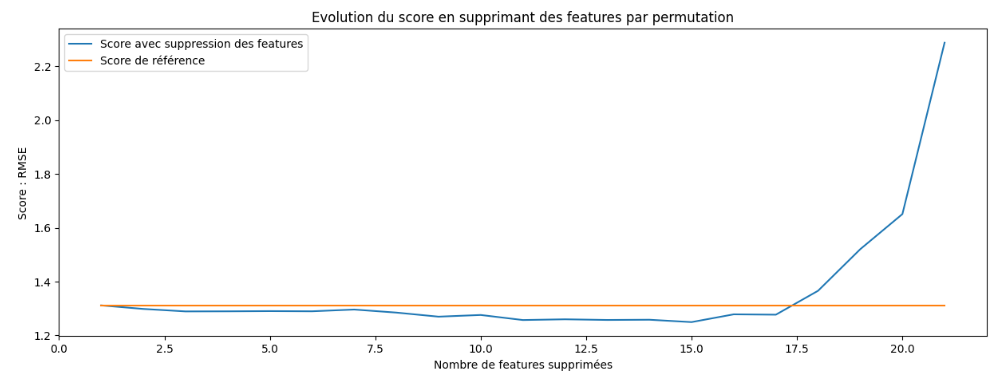 Evolution du score en supprimant des features par permutation
Score avec suppression des features
Score de référence
Score : RMSE
2.2
2.0
1.8
1.6
1.4
1.2
0.0 2.5 5.0 7.5 10.0 12.5 15.0 17.5 20.0
Nombre de features supprimées